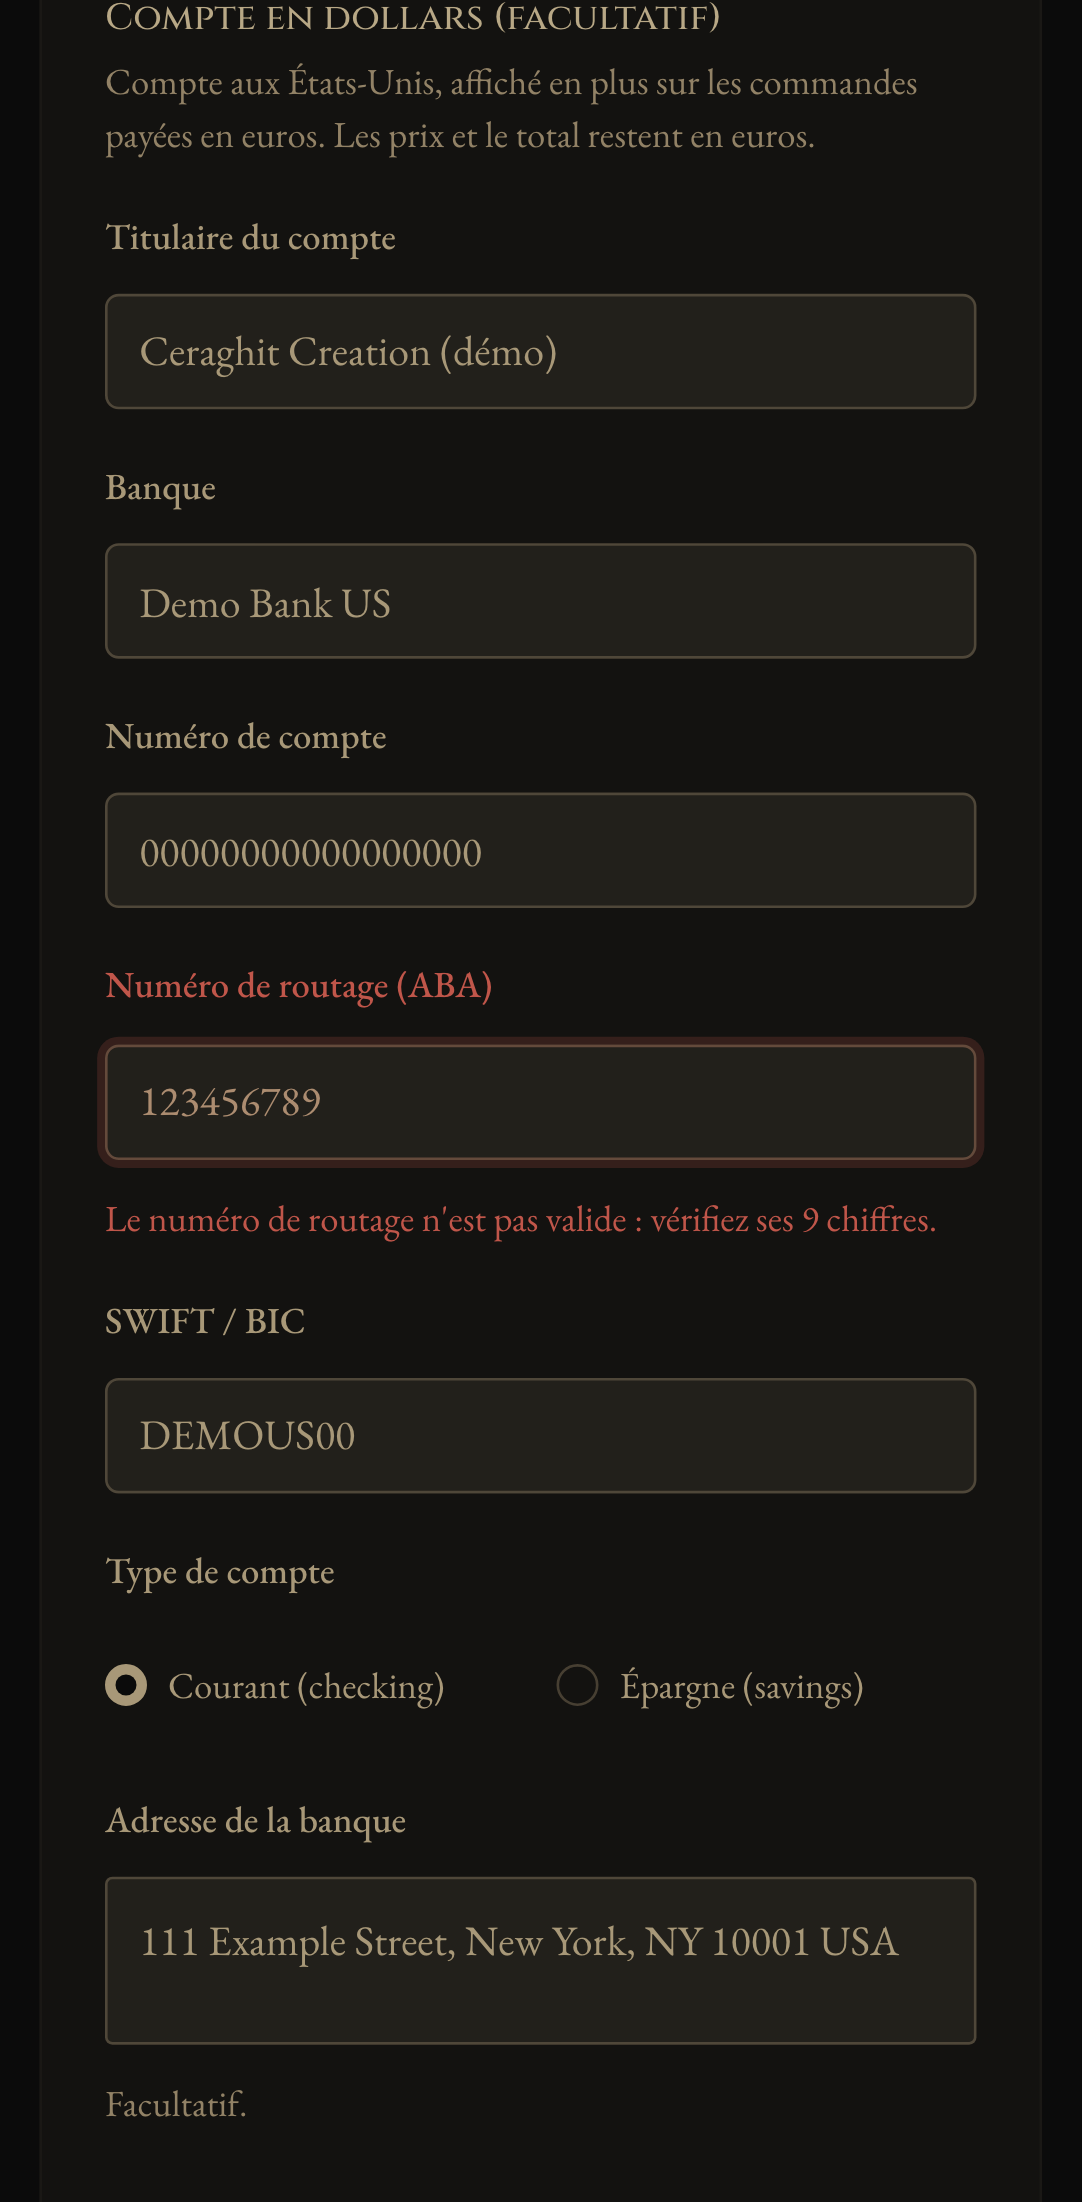 Compte en dollars (facultatif)
Compte aux États-Unis, affiché en plus sur les commandes
payées en euros. Les prix et le total restent en euros.
Titulaire du compte
Ceraghit Creation (démo)
Banque
Demo Bank US
Numéro de compte
00000000000000000
Numéro de routage (ABA)
123456789
Le numéro de routage n'est pas valide : vérifiez ses 9 chiffres.
SWIFT / BIC
DEMOUS00
Type de compte
Courant (checking) Épargne (savings)
Adresse de la banque
111 Example Street, New York, NY 10001 USA
Facultatif.